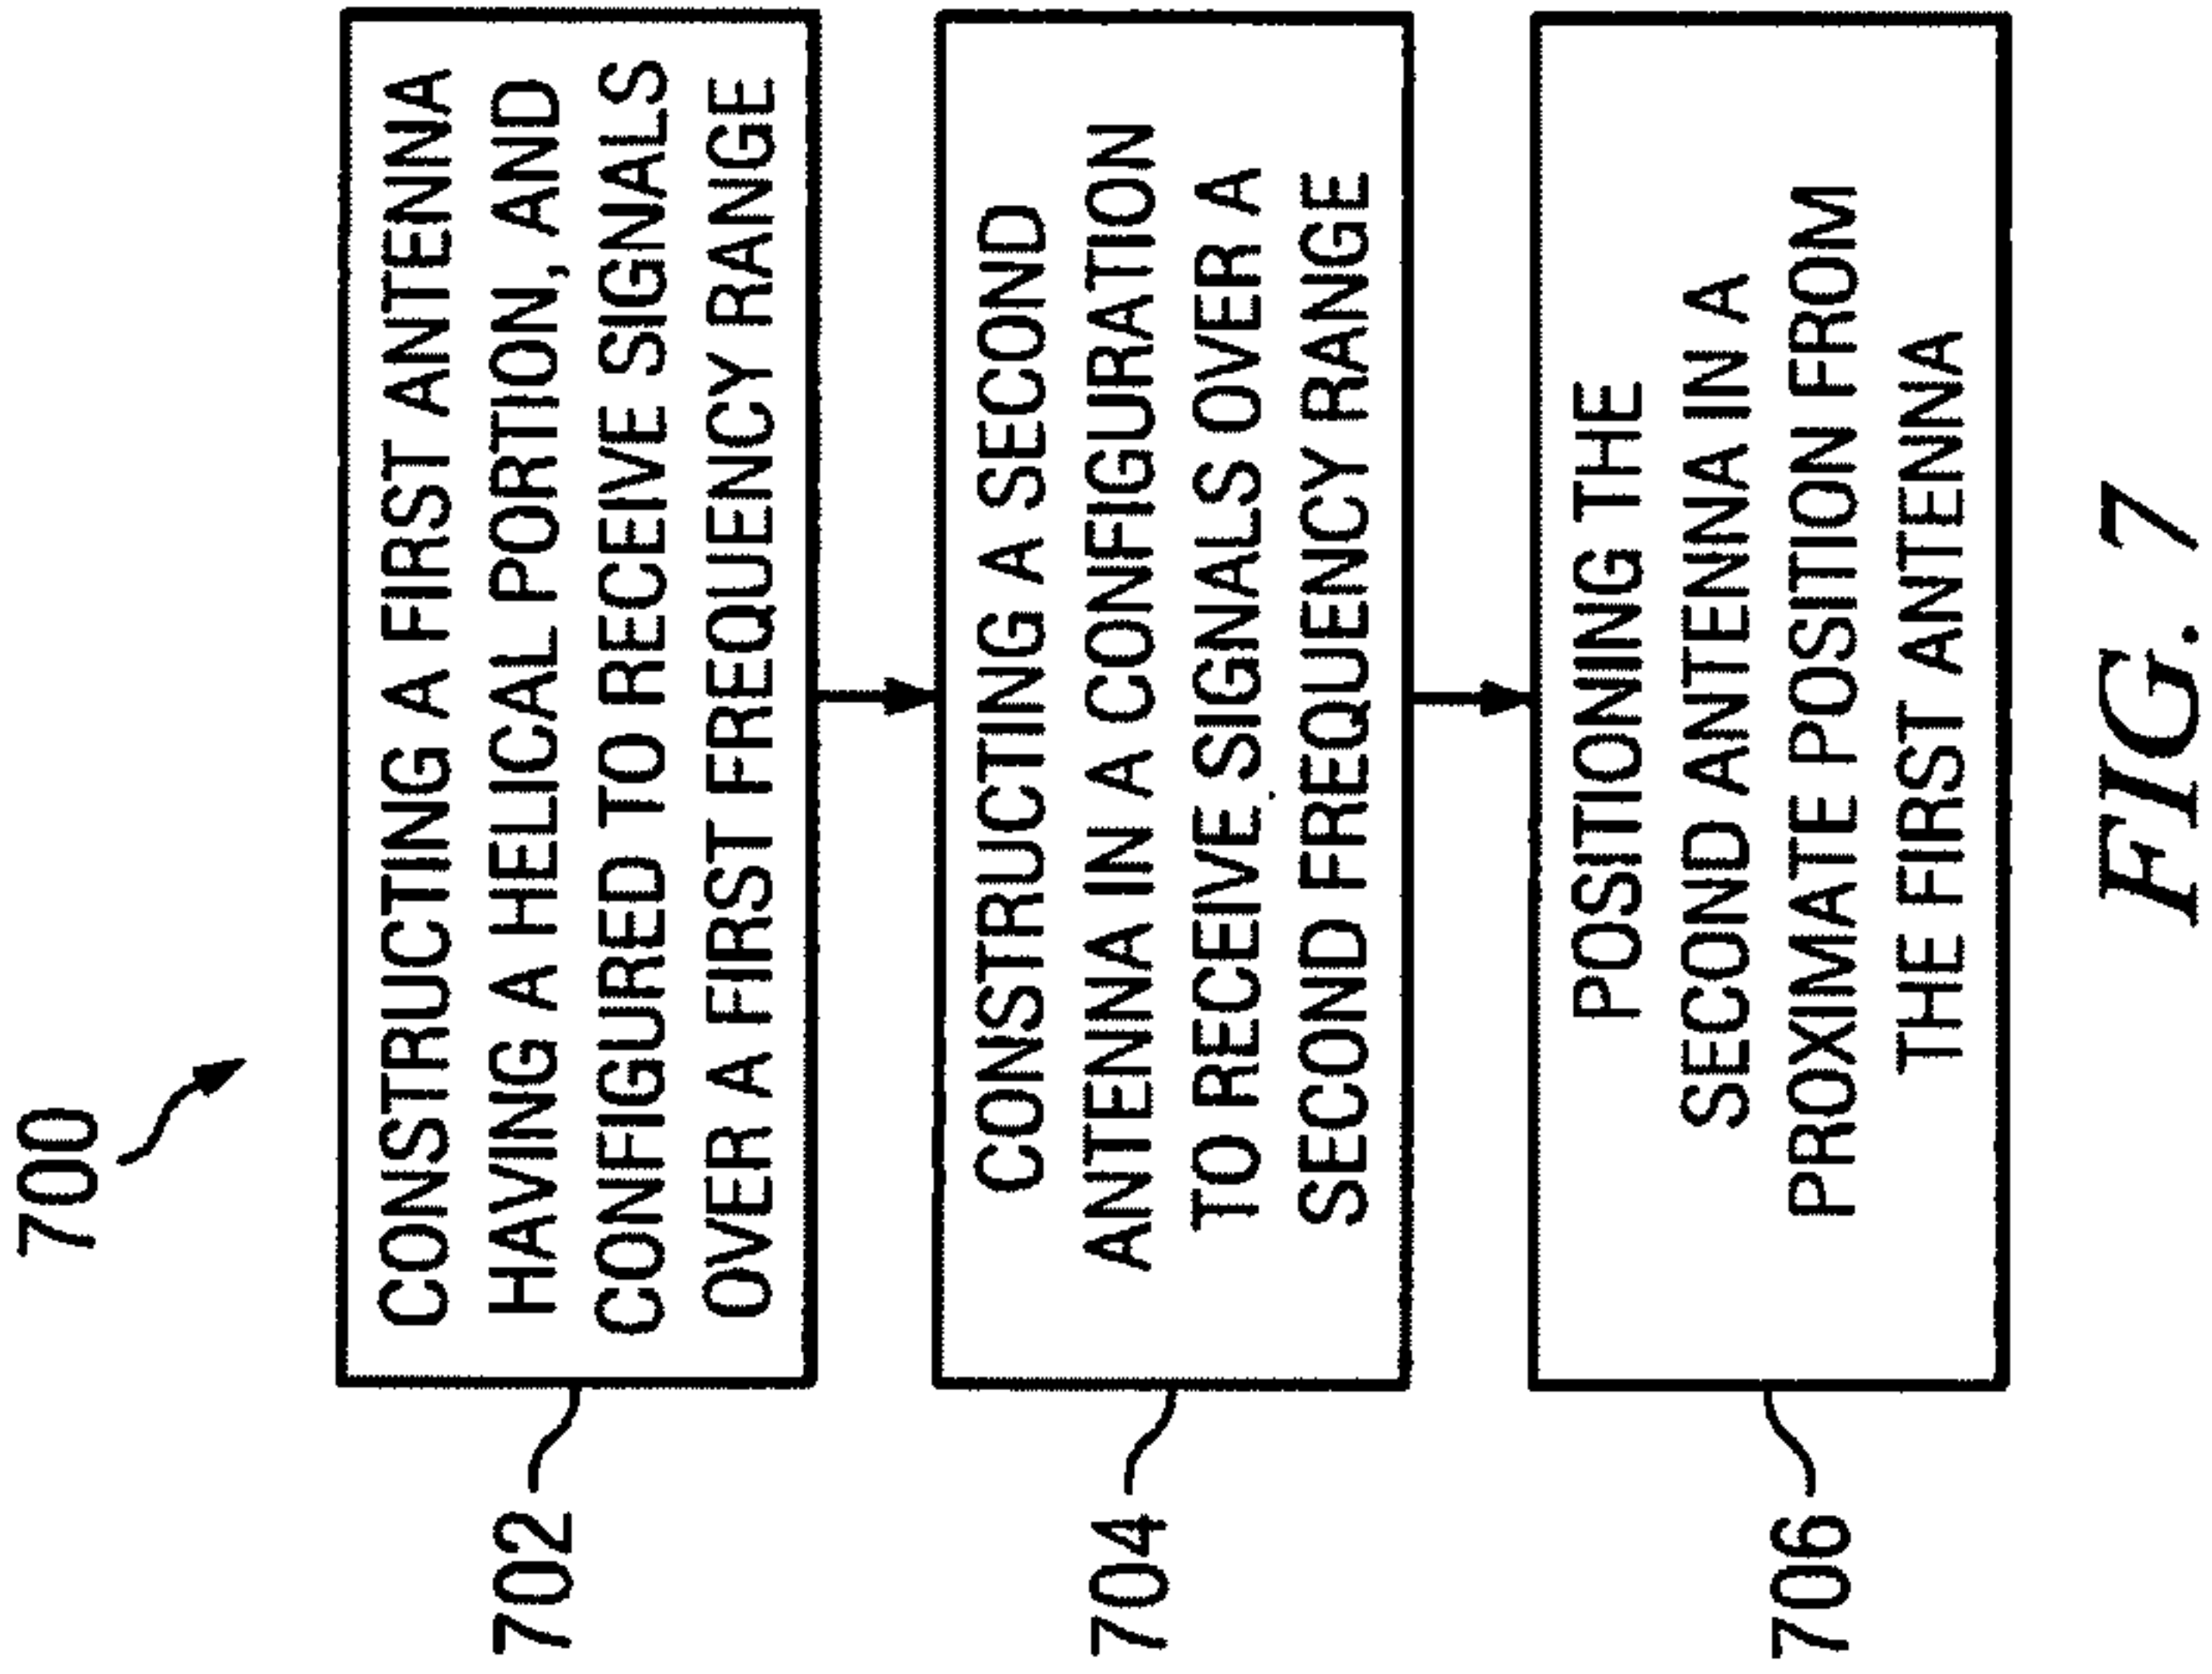 700
702
CONSTRUCTING A FIRST ANTENNA
HAVING A HELICAL PORTION, AND
CONFIGURED TO RECEIVE SIGNALS
OVER A FIRST FREQUENCY RANGE
704
CONSTRUCTING A SECOND
ANTENNA IN A CONFIGURATION
TO RECEIVE SIGNALS OVER A
SECOND FREQUENCY RANGE
706
POSITIONING THE
SECOND ANTENNA IN A
PROXIMATE POSITION FROM
THE FIRST ANTENNA
FIG. 7